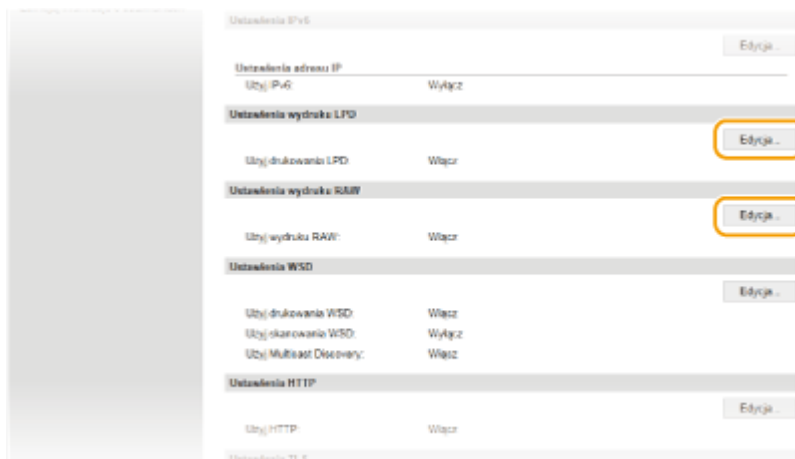 Ustawienia IPv6
Edycja...
Ustawienia adresu IP
Użyj IPv6: Wyłącz
Ustawienia wydruku LPD
Edycja...
Użyj drukowania LPD: Włącz
Ustawienia wydruku RAW
Edycja...
Użyj wydruku RAW: Włącz
Ustawienia WSD
Edycja...
Użyj drukowania WSD: Włącz
Użyj skanowania WSD: Wyłącz
Użyj Multicast Discovery: Włącz
Ustawienia HTTP
Edycja...
Użyj HTTP: Włącz
Ustawienia TLS